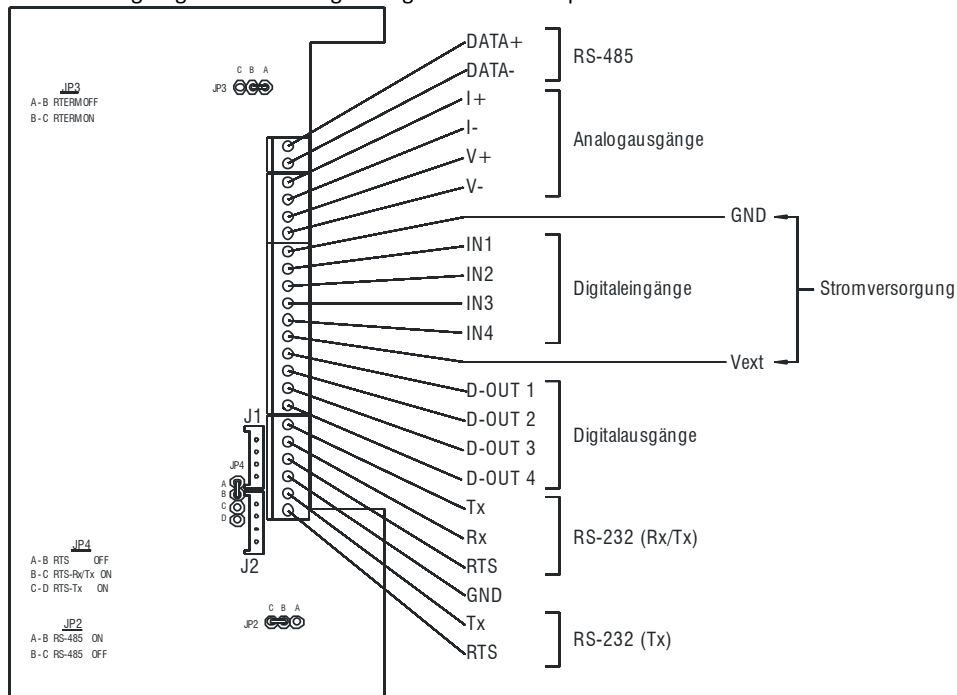 JP3
A-B RTERMOFF
B-C RTERMON
C B A
JP3
DATA+
DATA-
RS-485
I+
I-
V+
V-
Analogausgänge
GND
IN1
IN2
IN3
IN4
Digitaleingänge
Stromversorgung
Vext
D-OUT 1
D-OUT 2
D-OUT 3
D-OUT 4
Digitalausgänge
Tx
Rx
RTS
RS-232 (Rx/Tx)
GND
Tx
RTS
RS-232 (Tx)
J1
JP4
A
B
C
D
J2
JP4
A-B RTS OFF
B-C RTS-Rx/Tx ON
C-D RTS-Tx ON
JP2
A-B RS-485 ON
B-C RS-485 OFF
C B A
JP2